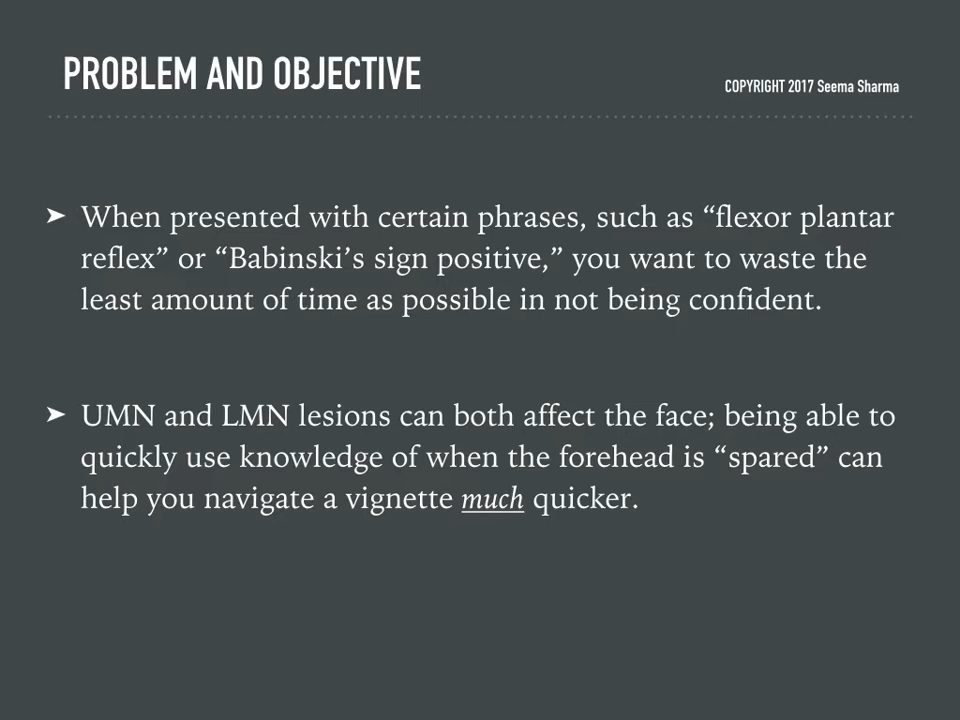 PROBLEM AND OBJECTIVE
COPYRIGHT 2017 Seema Sharma
➤ When presented with certain phrases, such as “flexor plantar
reflex” or “Babinski’s sign positive,” you want to waste the
least amount of time as possible in not being confident.
➤ UMN and LMN lesions can both affect the face; being able to
quickly use knowledge of when the forehead is “spared” can
help you navigate a vignette much quicker.